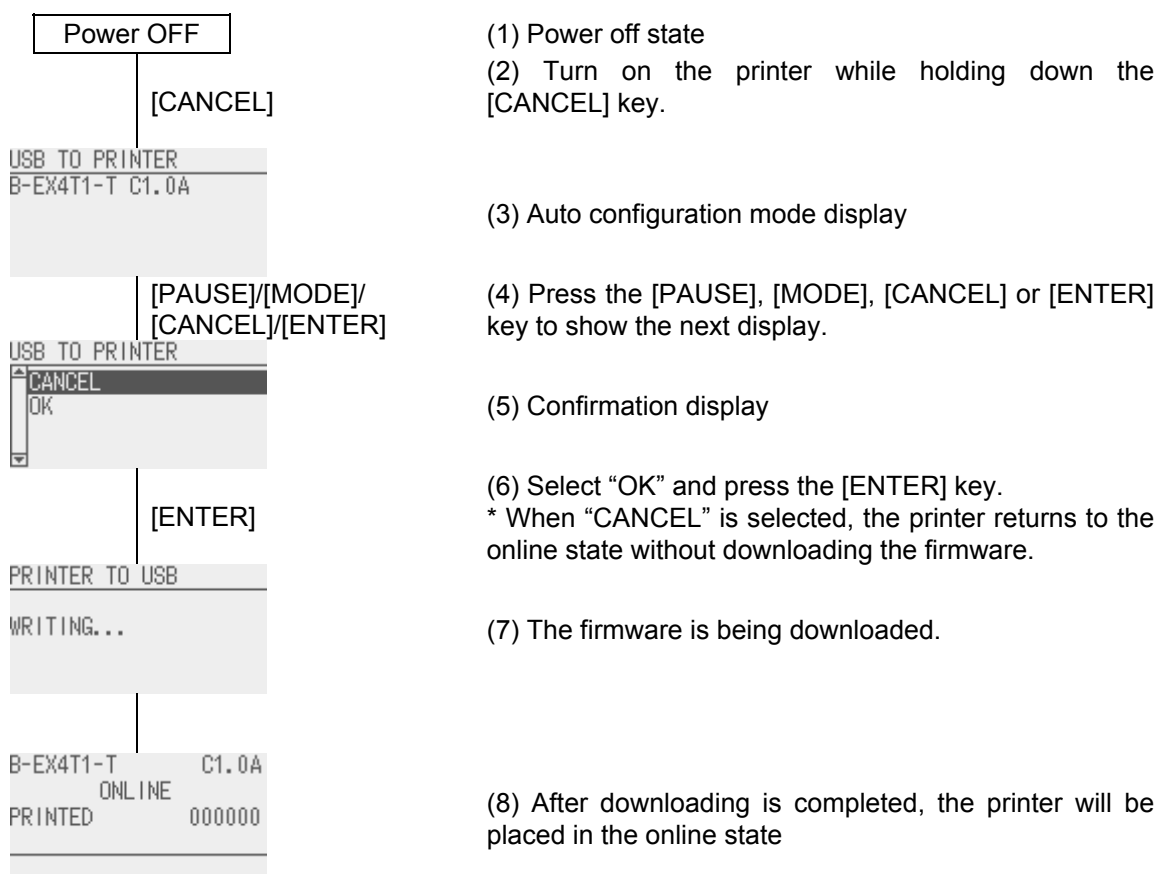 Power OFF
(1) Power off state
(2) Turn on the printer while holding down the
[CANCEL] key.
[CANCEL]
USB TO PRINTER
B-EX4T1-T C1.0A
(3) Auto configuration mode display
[PAUSE]/[MODE]/
[CANCEL]/[ENTER]
(4) Press the [PAUSE], [MODE], [CANCEL] or [ENTER]
key to show the next display.
USB TO PRINTER
CANCEL
OK
(5) Confirmation display
[ENTER]
(6) Select “OK” and press the [ENTER] key.
* When “CANCEL” is selected, the printer returns to the
online state without downloading the firmware.
PRINTER TO USB
WRITING...
(7) The firmware is being downloaded.
B-EX4T1-T C1.0A
ONLINE
PRINTED 000000
(8) After downloading is completed, the printer will be
placed in the online state